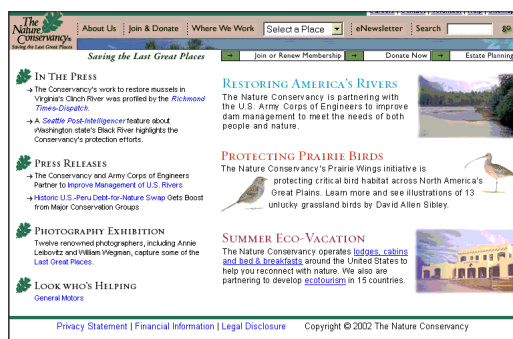 The
Nature
Conservancy.
Saving the Last Great Places
About Us | Join & Donate | Where We Work Select a Place eNewsletter | Search go
Saving the Last Great Places
Join or Renew Membership Donate Now Estate Planning
IN THE PRESS
The Conservancy's work to restore mussels in
Virginia's Clinch River was profiled by the Richmond
Times-Dispatch.
A Seattle Post-Intelligencer feature about
Washington state's Black River highlights the
Conservancy's protection efforts.
PRESS RELEASES
The Conservancy and Army Corps of Engineers
Partner to Improve Management of U.S. Rivers
Historic U.S.-Peru Debt-for-Nature Swap Gets Boost
from Major Conservation Groups
PHOTOGRAPHY EXHIBITION
Twelve renowned photographers, including Annie
Leibovitz and William Wegman, capture some of the
Last Great Places.
LOOK WHO'S HELPING
General Motors
RESTORING AMERICA'S RIVERS
The Nature Conservancy is partnering with
the U.S. Army Corps of Engineers to improve
dam management to meet the needs of both
people and nature.
PROTECTING PRAIRIE BIRDS
The Nature Conservancy's Prairie Wings initiative is
protecting critical bird habitat across North America's
Great Plains. Learn more and see illustrations of 13
unlucky grassland birds by David Allen Sibley.
SUMMER ECO-VACATION
The Nature Conservancy operates lodges, cabins
and bed & breakfasts around the United States to
help you reconnect with nature. We also are
partnering to develop ecotourism in 15 countries.
Privacy Statement | Financial Information | Legal Disclosure Copyright © 2002 The Nature Conservancy